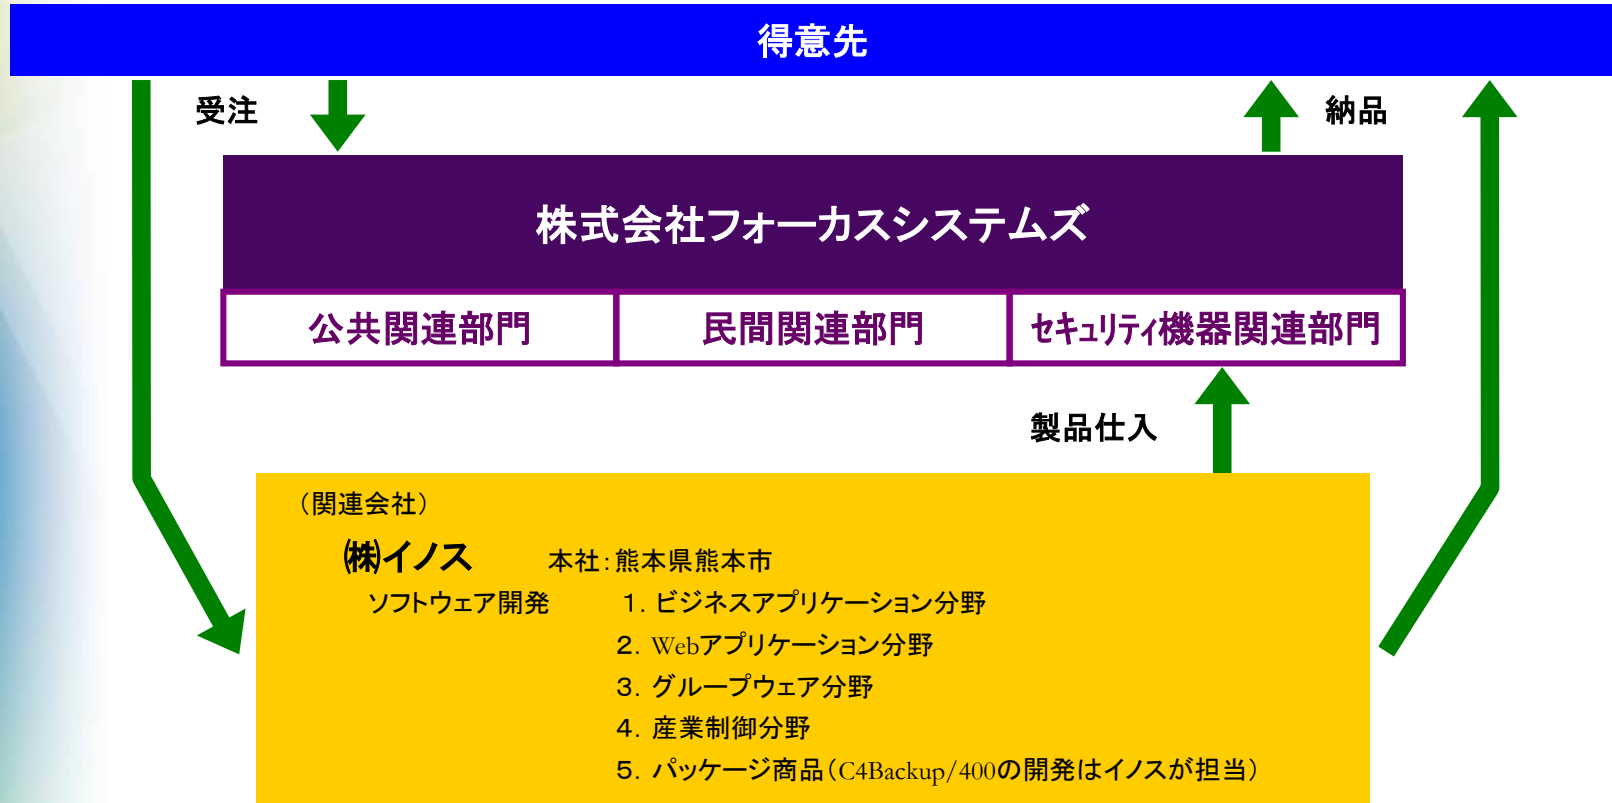 得意先
受注
納品
株式会社フォーカスシステムズ
公共関連部門 民間関連部門 セキュリティ機器関連部門
製品仕入
（関連会社）
㈱イノス 本社：熊本県熊本市
ソフトウェア開発 １．ビジネスアプリケーション分野
２．Webアプリケーション分野
３．グループウェア分野
４．産業制御分野
５．パッケージ商品（C4Backup/400の開発はイノスが担当）